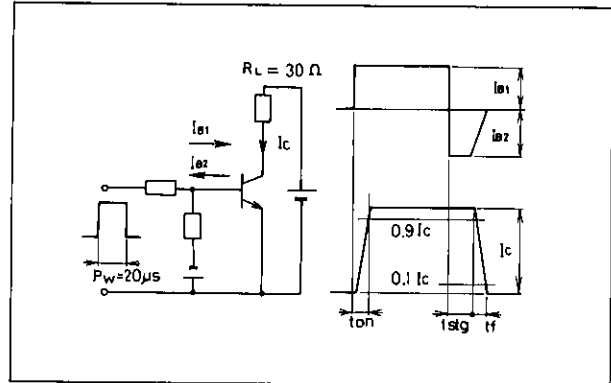 RL = 30 Ω
IB1
IB2
Ic
PW=20μs
IB1
IB2
0.9 Ic
0.1 Ic
Ic
ton
tstg
tf